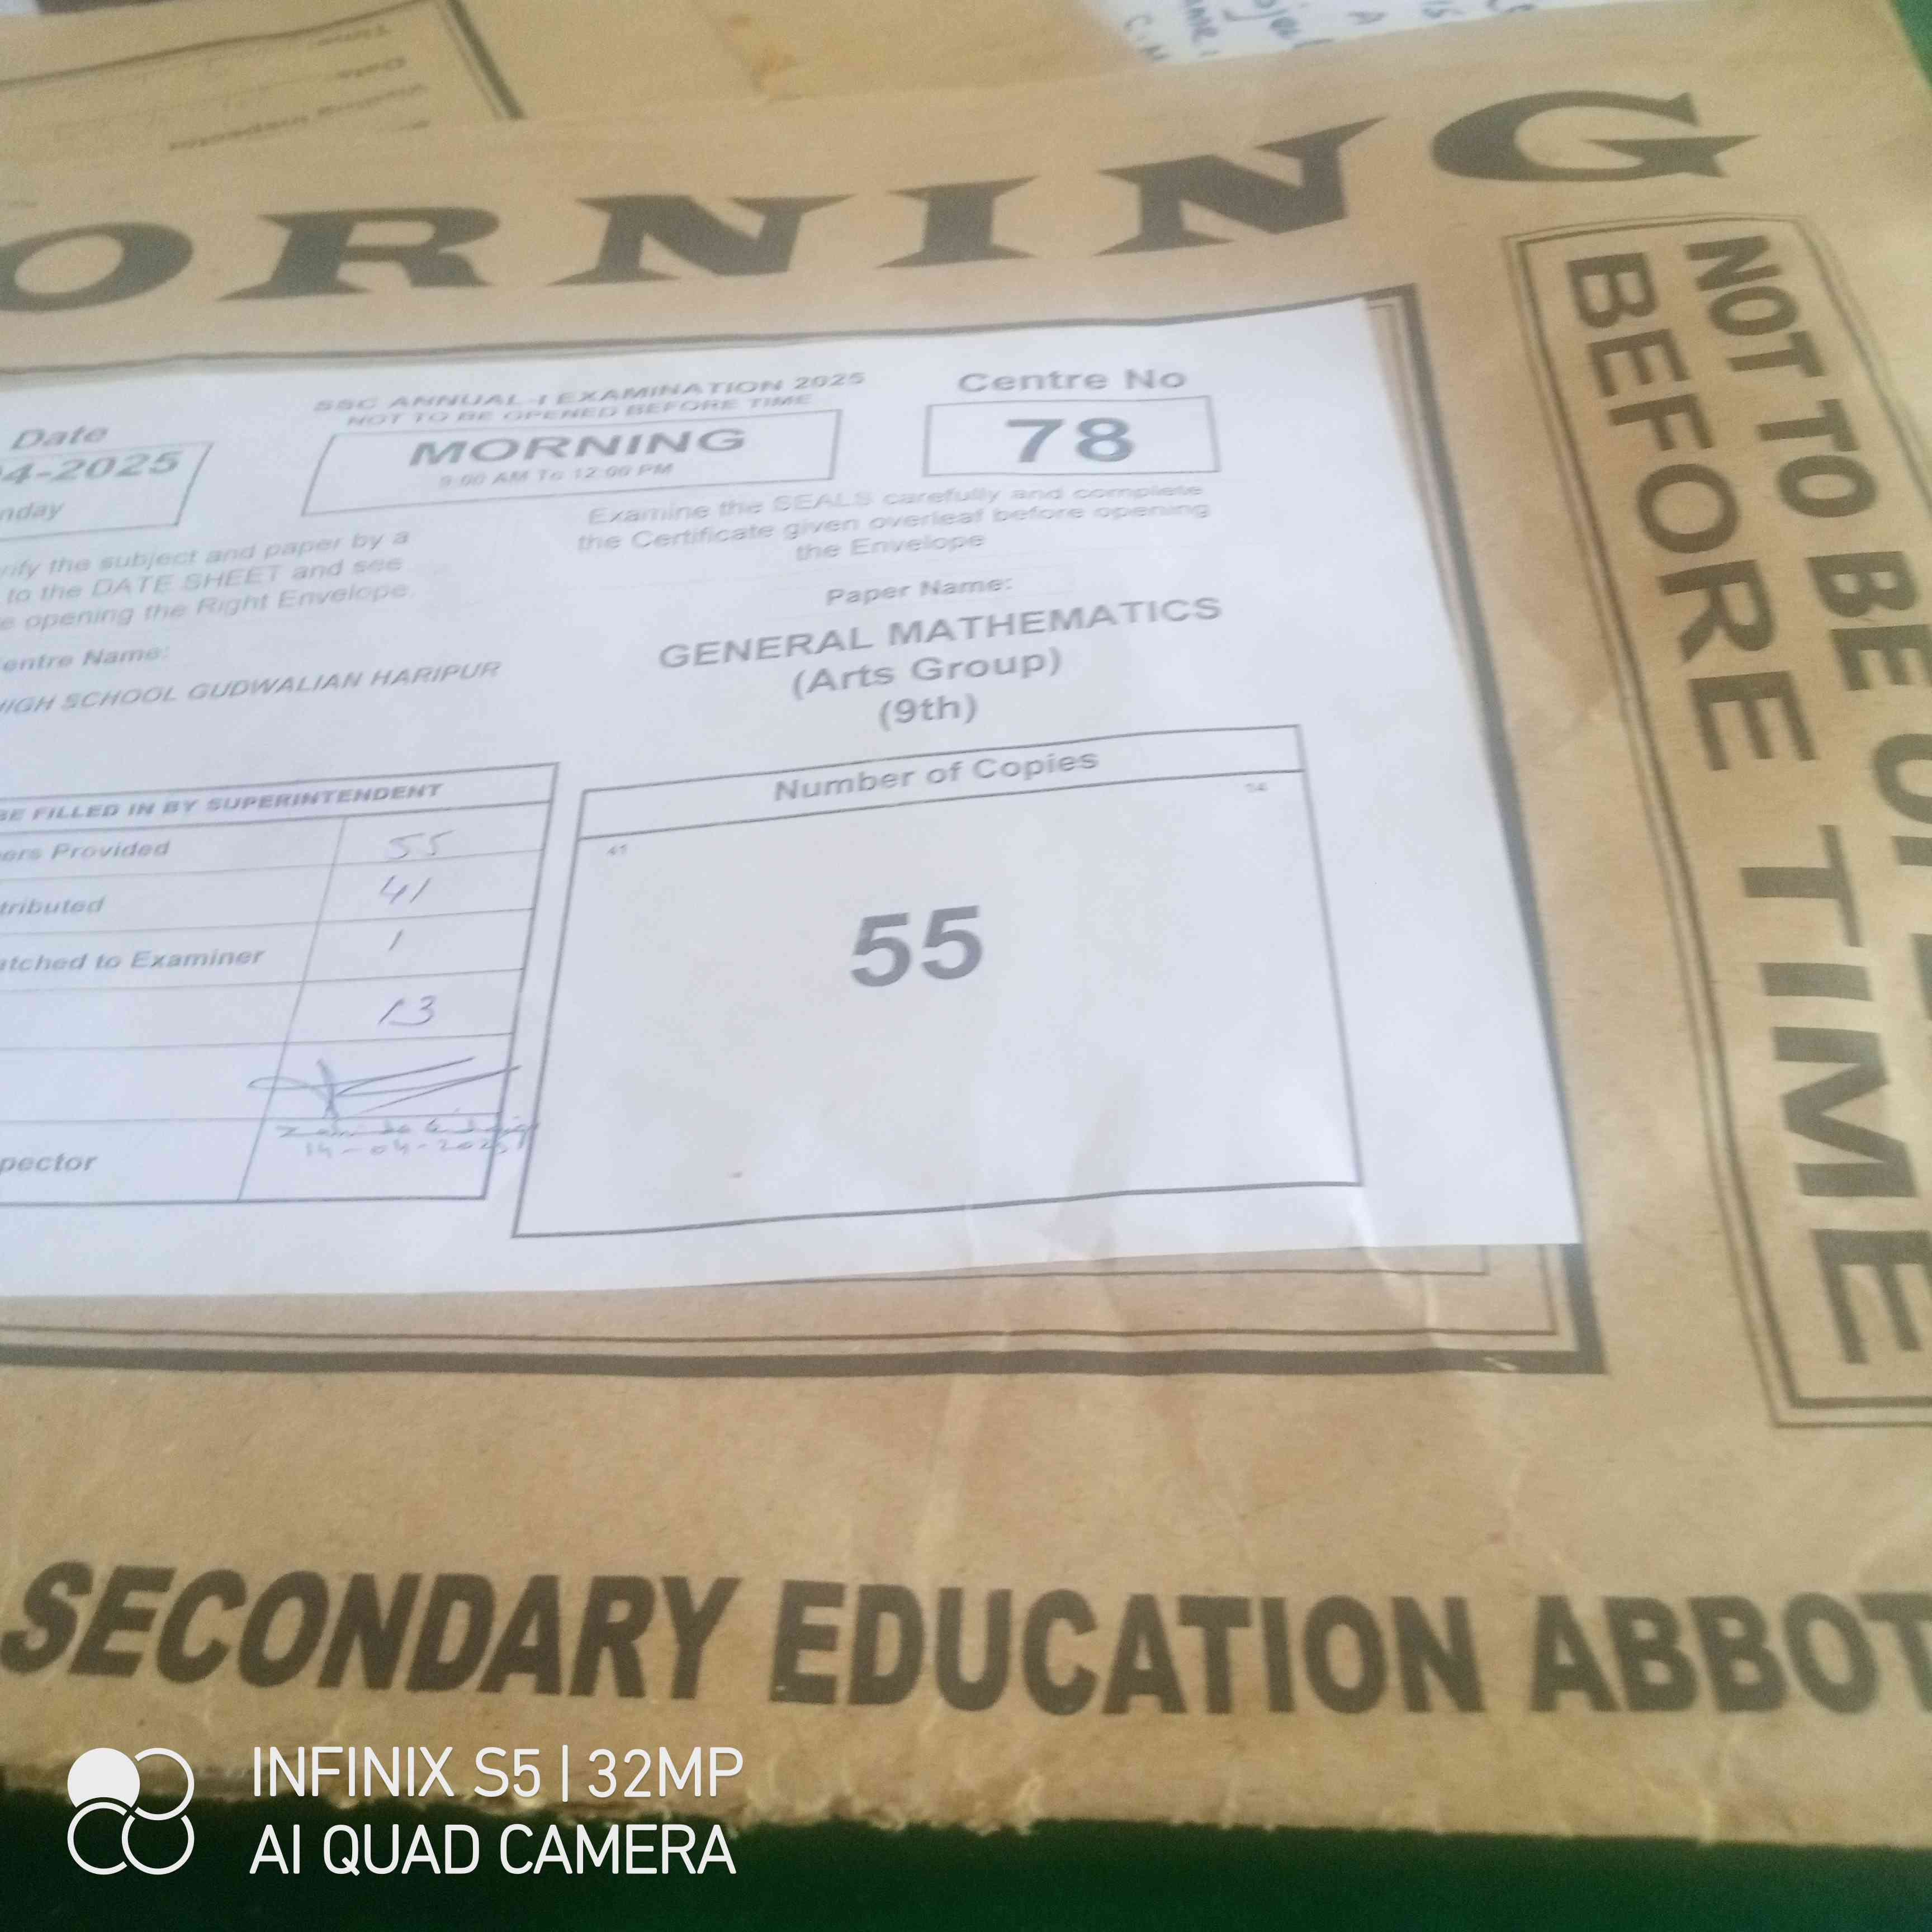 ORNING
NOT TO BE
BEFORE TIME
SSC ANNUAL-I EXAMINATION 2025
NOT TO BE OPENED BEFORE TIME
Date
04-2025
nday
MORNING
9:00 AM To 12:00 PM
Centre No
78
rify the subject and paper by a
to the DATE SHEET and see
e opening the Right Envelope.
Examine the SEALS carefully and complete
the Certificate given overleaf before opening
the Envelope
entre Name:
HIGH SCHOOL GUDWALIAN HARIPUR
Paper Name:
GENERAL MATHEMATICS
(Arts Group)
(9th)
BE FILLED IN BY SUPERINTENDENT
ers Provided 55
tributed 41
atched to Examiner 1
13
14-04-2025
pector
Number of Copies
41 54
55
SECONDARY EDUCATION ABBOT
INFINIX S5 | 32MP
AI QUAD CAMERA